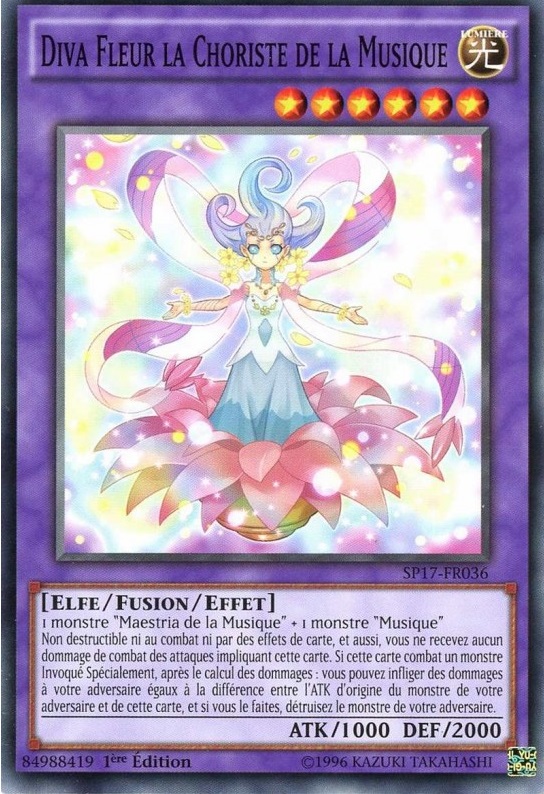 Diva Fleur la Choriste de la Musique
LUMIÈRE
光
SP17-FR036
[Elfe/Fusion/Effet]
1 monstre "Maestria de la Musique" + 1 monstre "Musique"
Non destructible ni au combat ni par des effets de carte, et aussi, vous ne recevez aucun
dommage de combat des attaques impliquant cette carte. Si cette carte combat un monstre
Invoqué Spécialement, après le calcul des dommages : vous pouvez infliger des dommages
à votre adversaire égaux à la différence entre l'ATK d'origine du monstre de votre
adversaire et de cette carte, et si vous le faites, détruisez le monstre de votre adversaire.
ATK/1000 DEF/2000
84988419 1ère Édition ©1996 KAZUKI TAKAHASHI